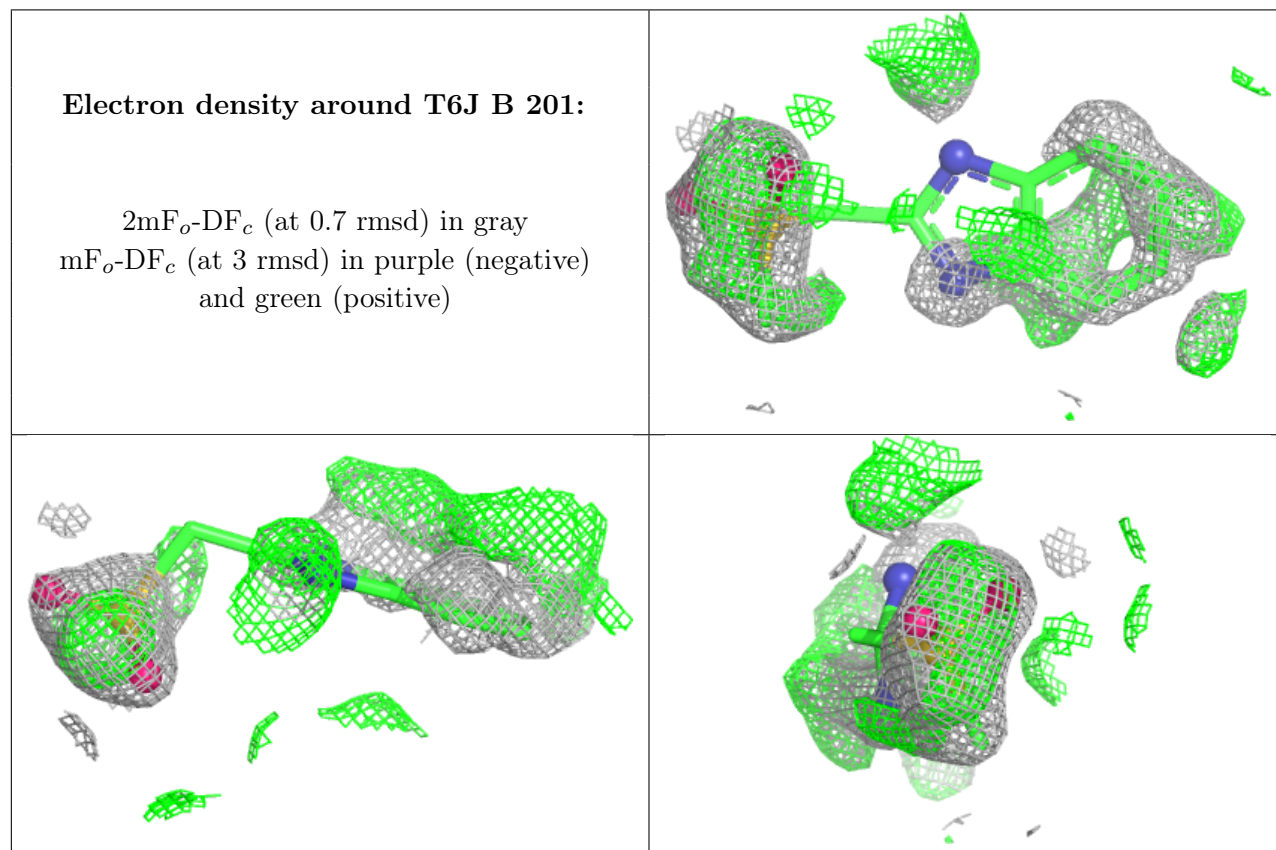 Electron density around T6J B 201:
2mFo-DFc (at 0.7 rmsd) in gray
mFo-DFc (at 3 rmsd) in purple (negative)
and green (positive)